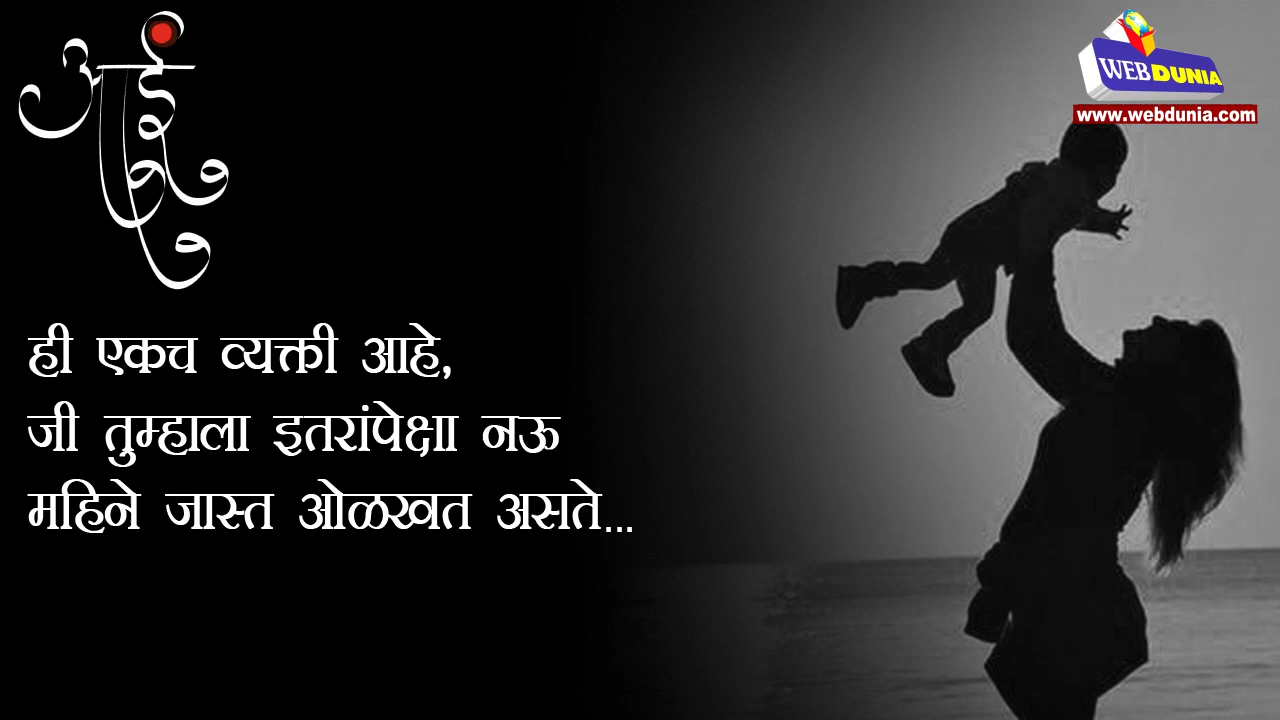 आई
WEBDUNIA
www.webdunia.com
ही एकच व्यक्ती आहे,
जी तुम्हाला इतरांपेक्षा नऊ
महिने जास्त ओळखत असते...